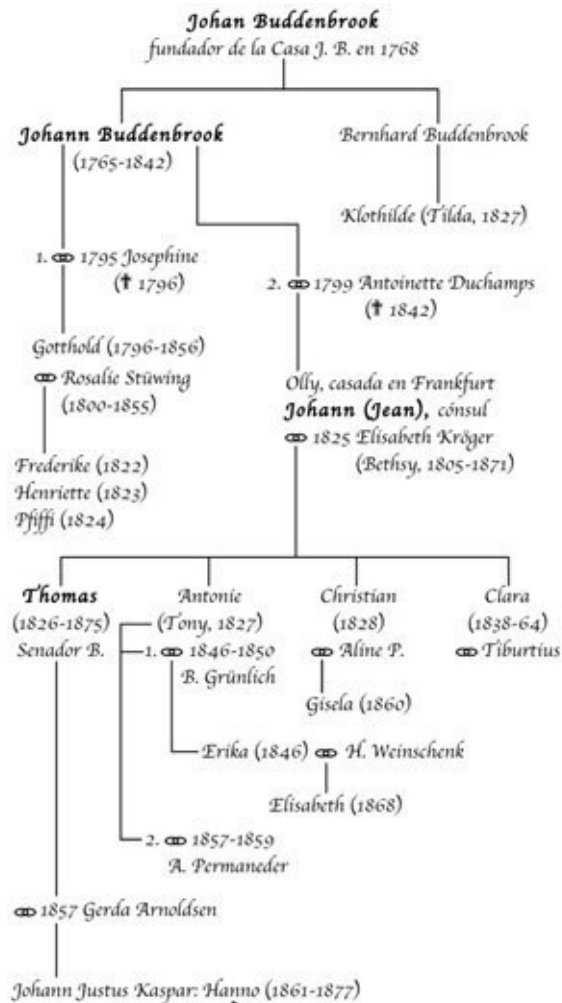 Johan Buddenbrook
fundador de la Casa J. B. en 1768
Johann Buddenbrook
(1765-1842)
Bernhard Buddenbrook
Klothilde (Tilda, 1827)
1. 1795 Josephine
(✝ 1796)
2. 1799 Antoinette Duchamps
(✝ 1842)
Gotthold (1796-1856)
Rosalie Stüwing
(1800-1855)
Frederike (1822)
Henriette (1823)
Pfiffi (1824)
Olly, casada en Frankfurt
Johann (Jean), cónsul
1825 Elisabeth Kröger
(Bethsy, 1805-1871)
Thomas
(1826-1875)
Senador B.
Antonie
(Tony, 1827)
1. 1846-1850
B. Grünlich
Christian
(1828)
Aline P.
Gisela (1860)
Clara
(1838-64)
Tiburtius
Erika (1846) H. Weinschenk
Elisabeth (1868)
2. 1857-1859
A. Permaneder
1857 Gerda Arnoldsen
Johann Justus Kaspar: Hanno (1861-1877)